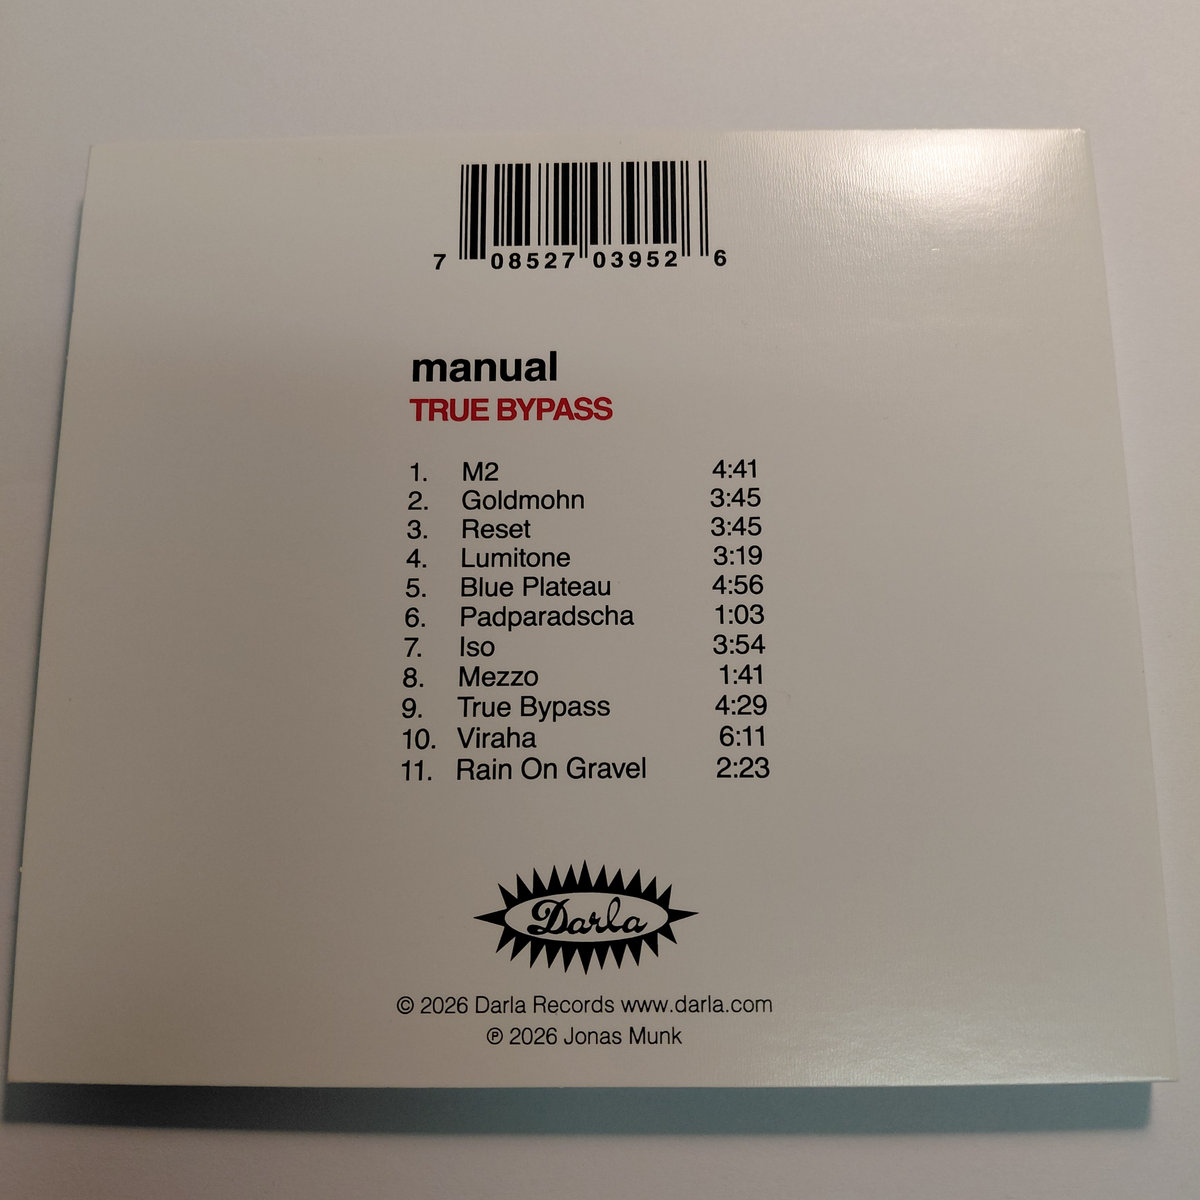 7 08527 03952 6
manual
TRUE BYPASS
1. M2 4:41
2. Goldmohn 3:45
3. Reset 3:45
4. Lumitone 3:19
5. Blue Plateau 4:56
6. Padparadscha 1:03
7. Iso 3:54
8. Mezzo 1:41
9. True Bypass 4:29
10. Viraha 6:11
11. Rain On Gravel 2:23
Darla
© 2026 Darla Records www.darla.com
℗ 2026 Jonas Munk